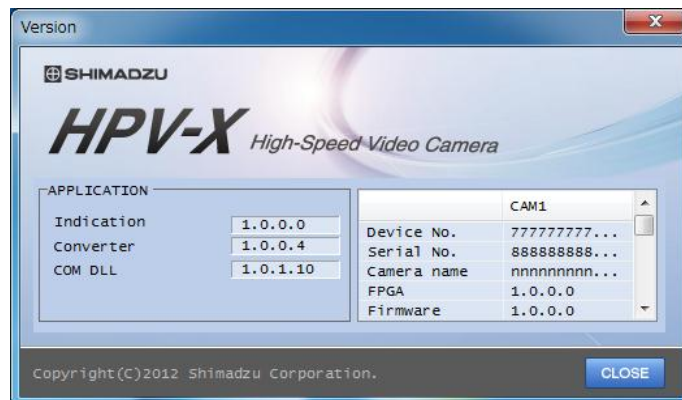 Version
SHIMADZU
HPV-X High-Speed Video Camera
APPLICATION
Indication 1.0.0.0
Converter 1.0.0.4
COM DLL 1.0.1.10
CAM1
Device No. 777777777...
Serial No. 888888888...
Camera name nnnnnnnnn...
FPGA 1.0.0.0
Firmware 1.0.0.0
Copyright(C)2012 Shimadzu Corporation.
CLOSE